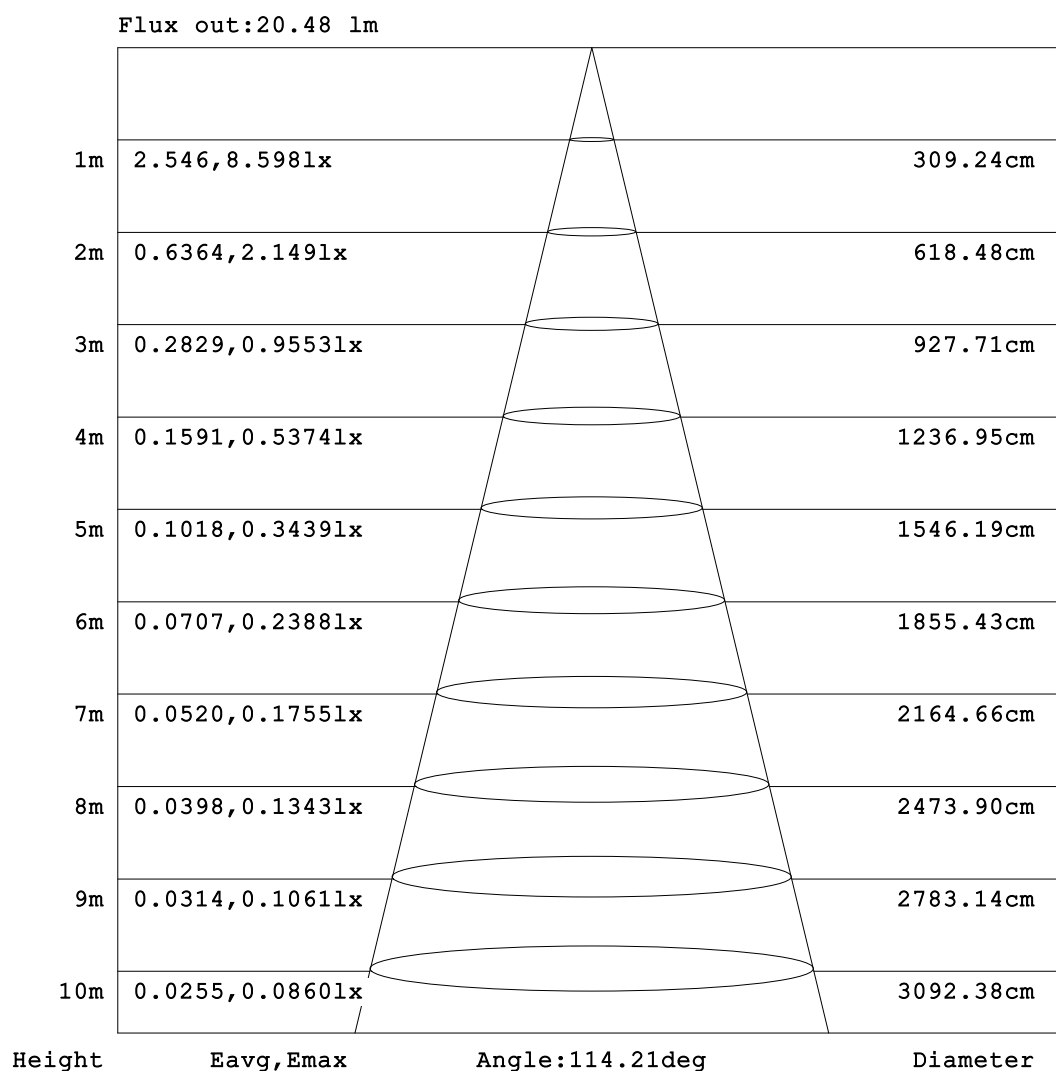 Flux out:20.48 lm
1m 2.546,8.598lx 309.24cm
2m 0.6364,2.149lx 618.48cm
3m 0.2829,0.9553lx 927.71cm
4m 0.1591,0.5374lx 1236.95cm
5m 0.1018,0.3439lx 1546.19cm
6m 0.0707,0.2388lx 1855.43cm
7m 0.0520,0.1755lx 2164.66cm
8m 0.0398,0.1343lx 2473.90cm
9m 0.0314,0.1061lx 2783.14cm
10m 0.0255,0.0860lx 3092.38cm
Height Eavg,Emax Angle:114.21deg Diameter